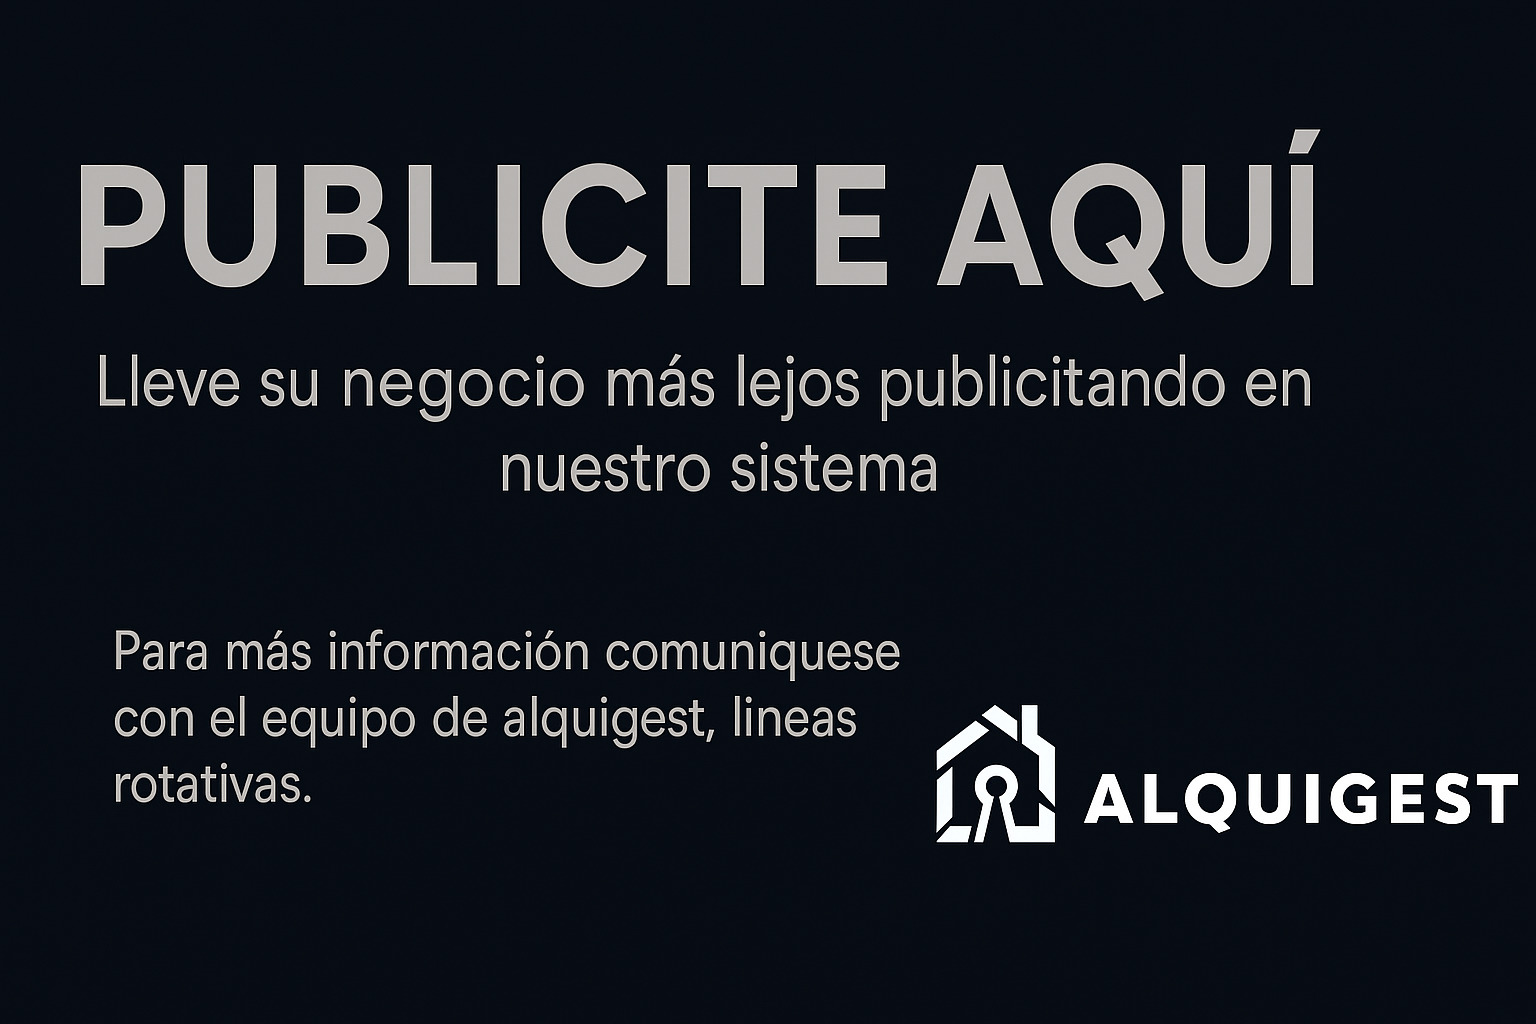 PUBLICITE AQUÍ
Lleve su negocio más lejos publicitando en
nuestro sistema
Para más información comuniquese
con el equipo de alquigest, lineas
rotativas.
ALQUIGEST